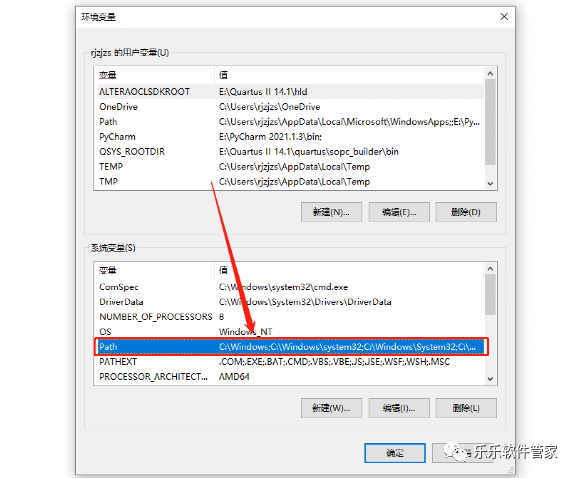 环境变量
rjzjzs 的用户变量(U)
变量 值
ALTERAOCLSDKROOT E:\Quartus II 14.1\hld
OneDrive C:\Users\rjzjzs\OneDrive
Path C:\Users\rjzjzs\AppData\Local\Microsoft\WindowsApps;;E:\Py...
PyCharm E:\PyCharm 2021.1.3\bin;
QSYS_ROOTDIR E:\Quartus II 14.1\quartus\sopc_builder\bin
TEMP C:\Users\rjzjzs\AppData\Local\Temp
TMP C:\Users\rjzjzs\AppData\Local\Temp
新建(N)... 编辑(E)... 删除(D)
系统变量(S)
变量 值
ComSpec C:\Windows\system32\cmd.exe
DriverData C:\Windows\System32\Drivers\DriverData
NUMBER_OF_PROCESSORS 8
OS Windows_NT
Path C:\Windows;C:\Windows\system32;C:\Windows\System32;C:\...
PATHEXT .COM;.EXE;.BAT;.CMD;.VBS;.VBE;.JS;.JSE;.WSF;.WSH;.MSC
PROCESSOR_ARCHITECT... AMD64
新建(W)... 编辑(I)... 删除(L)
确定
乐乐软件管家